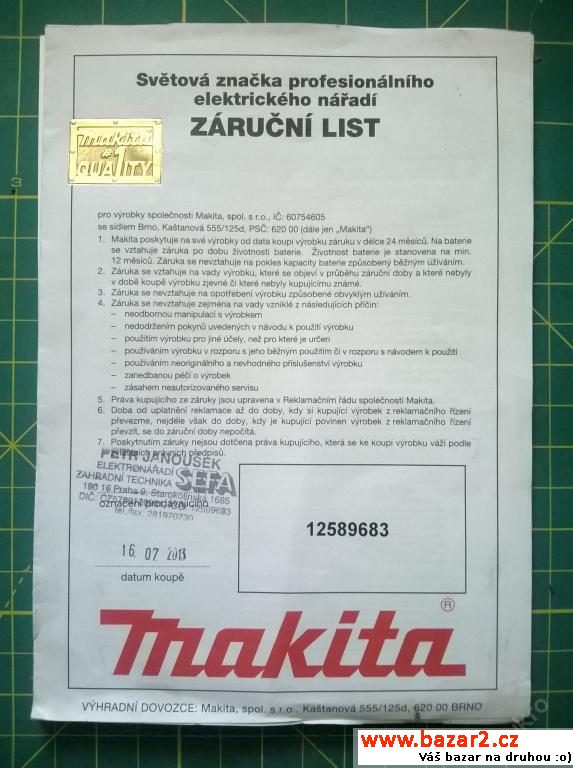 Světová značka profesionálního
elektrického nářadí
ZÁRUČNÍ LIST
makita
#1
QUALITY
pro výrobky společnosti Makita, spol. s r.o., IČ: 60754605
se sídlem Brno, Kaštanová 555/125d, PSČ: 620 00 (dále jen „Makita")
1. Makita poskytuje na své výrobky od data koupi výrobku záruku v délce 24 měsíců. Na baterie
se vztahuje záruka po dobu životnosti baterie. Životnost baterie je stanovena na min.
12 měsíců. Záruka se nevztahuje na pokles kapacity baterie způsobený běžným užíváním.
2. Záruka se vztahuje na vady výrobku, které se objeví v průběhu záruční doby a které nebyly
v době koupě výrobku zjevné či které nebyly kupujícímu známé.
3. Záruka se nevztahuje na opotřebení výrobku způsobené obvyklým užíváním.
4. Záruka se nevztahuje zejména na vady vzniklé z následujících příčin:
– neodbornou manipulací s výrobkem
– nedodržením pokynů uvedených v návodu k použití výrobku
– použitím výrobku pro jiné účely, než pro které je určen
– používáním výrobku v rozporu s jeho běžným použitím či v rozporu s návodem k použití
– používáním neoriginálního a nevhodného příslušenství výrobku
– zanedbanou péčí o výrobek
– zásahem neautorizovaného servisu
5. Práva kupujícího ze záruky jsou upravena v Reklamačním řádu společnosti Makita.
6. Doba od uplatnění reklamace až do doby, kdy si kupující výrobek z reklamačního řízení
převezme, nejdéle však do doby, kdy je kupující povinen výrobek z reklamačního řízení
převzít, se do záruční doby nepočítá.
7. Poskytnutím záruky nejsou dotčena práva kupujícího, která se ke koupi výrobku váží podle
zvláštních právních předpisů.
PETR JANOUŠEK
ELEKTRONÁŘADÍ
ZAHRADNÍ TECHNIKA SEFA
190 16 Praha 9, Starokolínská 1685
DIČ: 12589683
označení prodávajícího
tel./fax: 281970730
12589683
16. 07. 2013
datum koupě
makita®
VÝHRADNÍ DOVOZCE: Makita, spol. s r.o., Kaštanová 555/125d, 620 00 BRNO
www.bazar2.cz
Váš bazar na druhou :o)
3